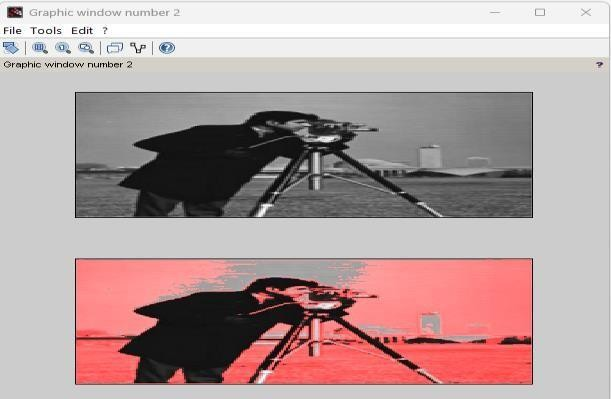 Graphic window number 2
File Tools Edit ?
Graphic window number 2 ?